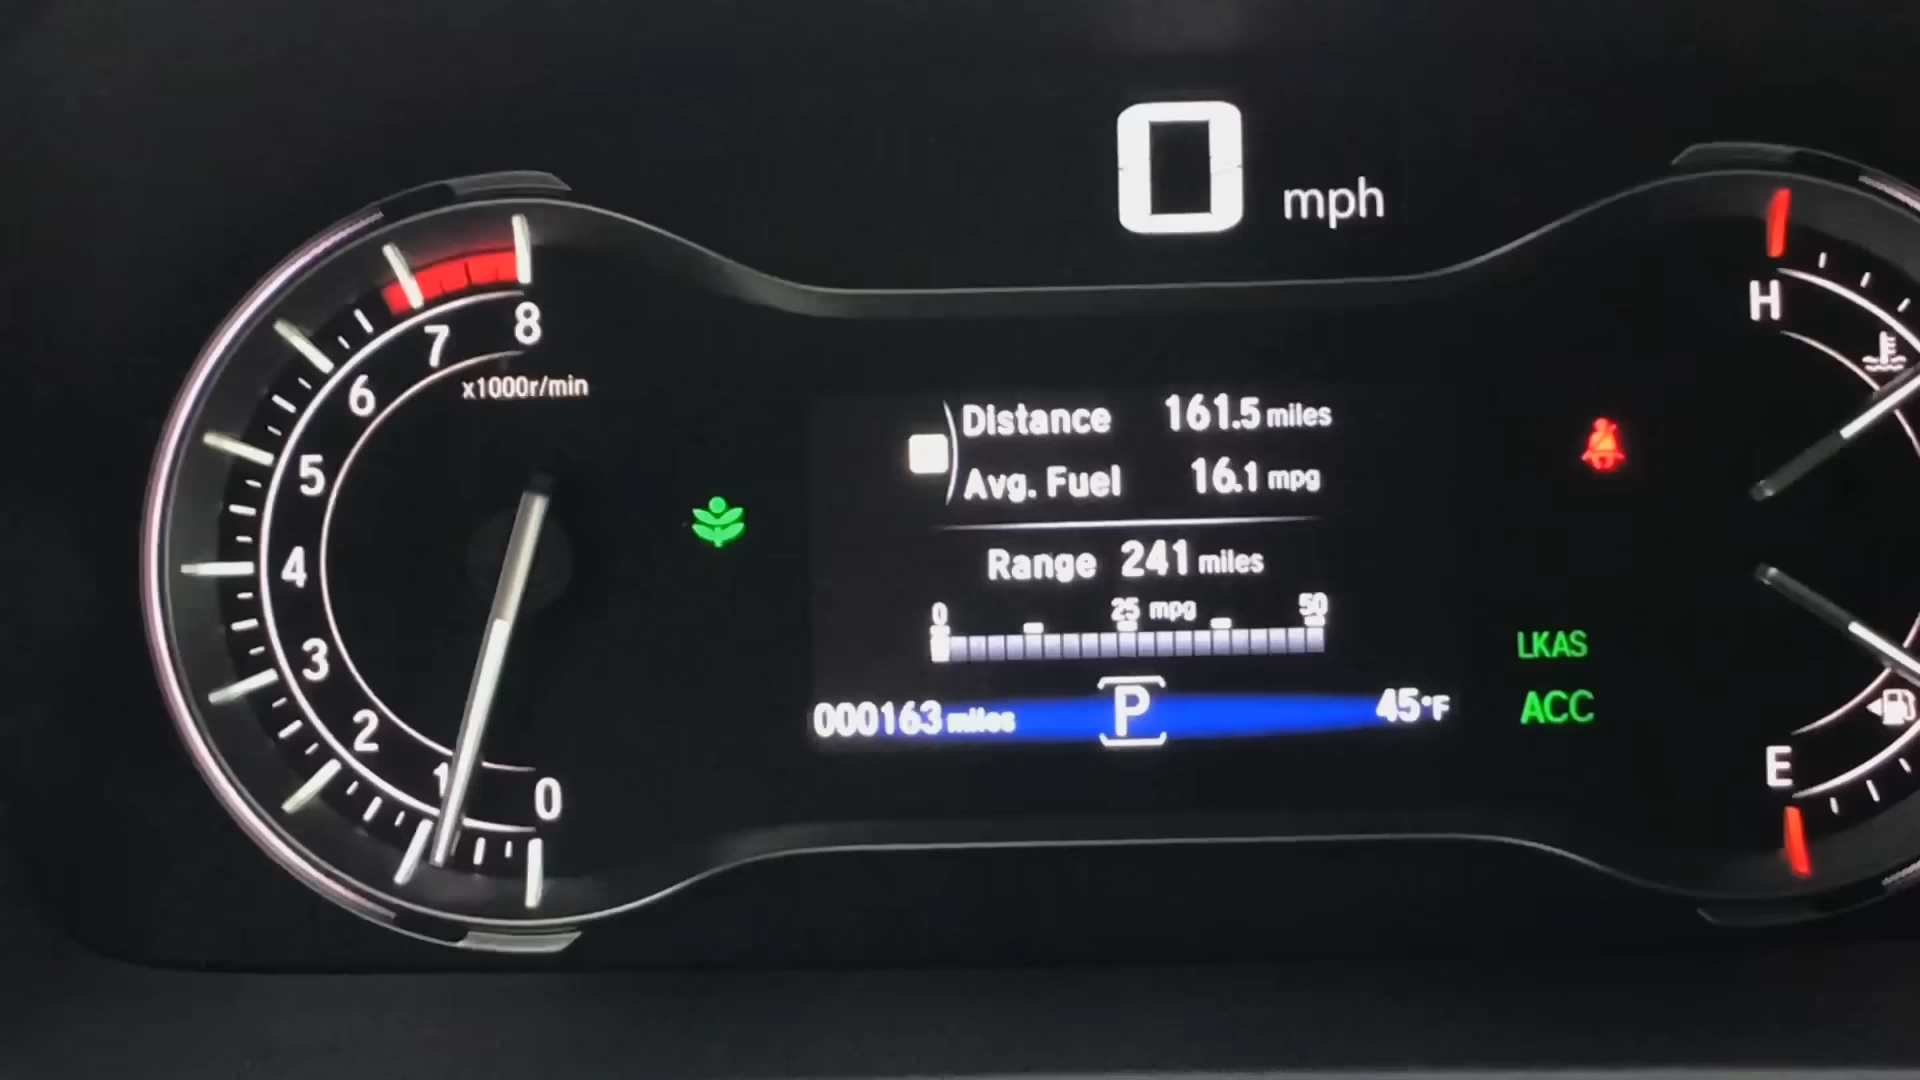 0 mph
8
7
6
x1000r/min
5
4
3
2
1
0
Distance 161.5 miles
Avg. Fuel 16.1 mpg
Range 241 miles
0 25 mpg 50
000163 miles P 45°F
LKAS
ACC
H
E